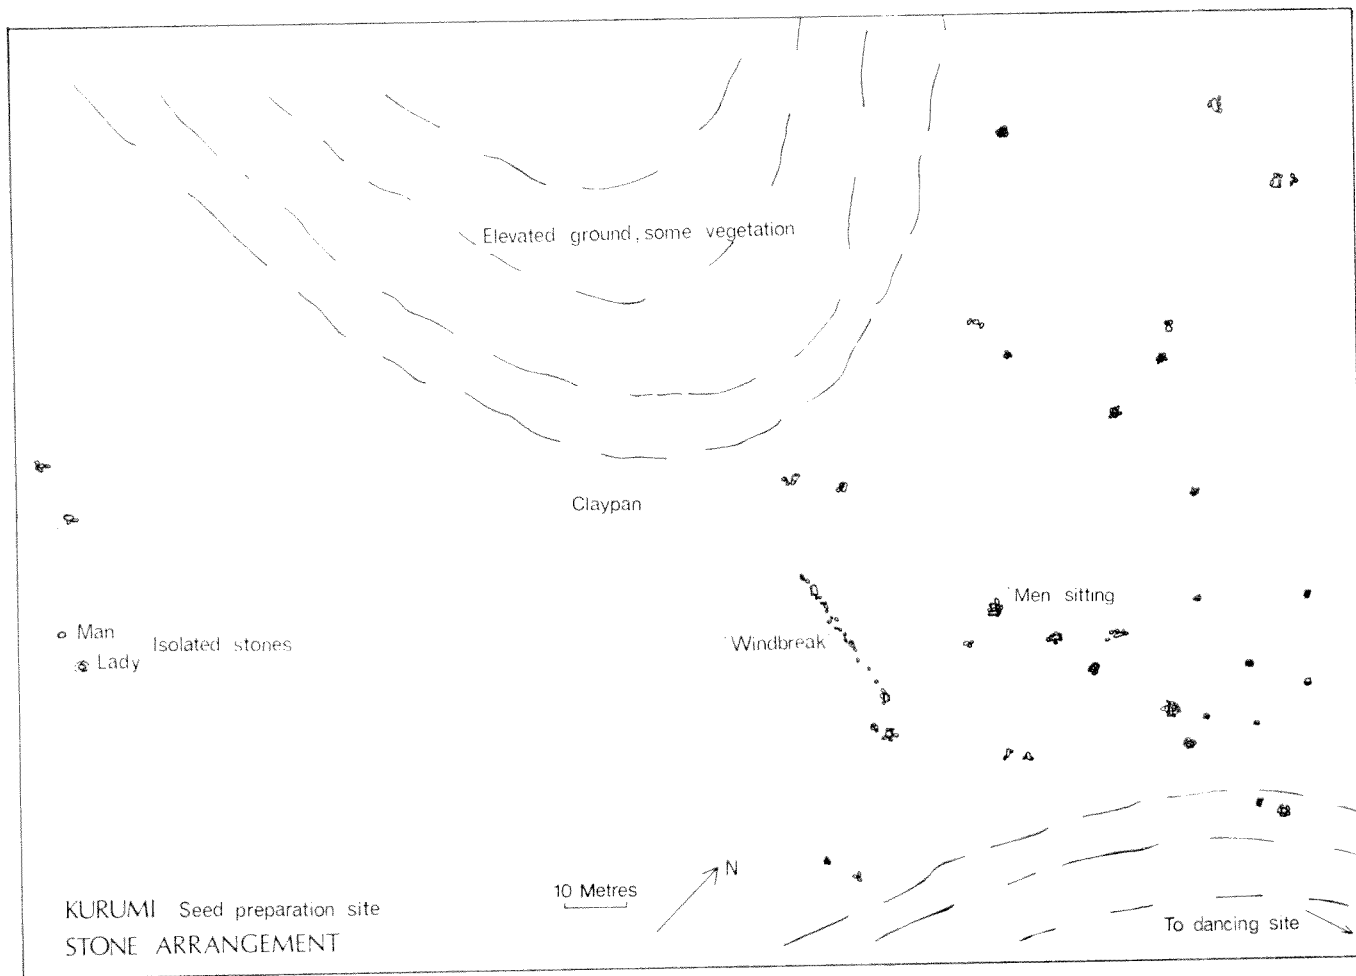 Elevated ground, some vegetation
Claypan
'Men sitting
Man
Isolated stones
'Windbreak'
Lady
10 Metres
N
KURUMI Seed preparation site
STONE ARRANGEMENT
To dancing site